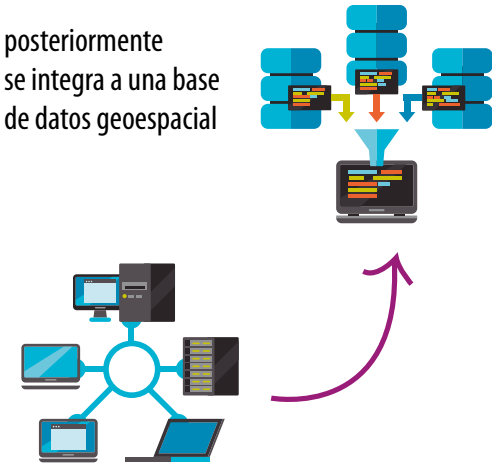 posteriormente
se integra a una base
de datos geoespacial